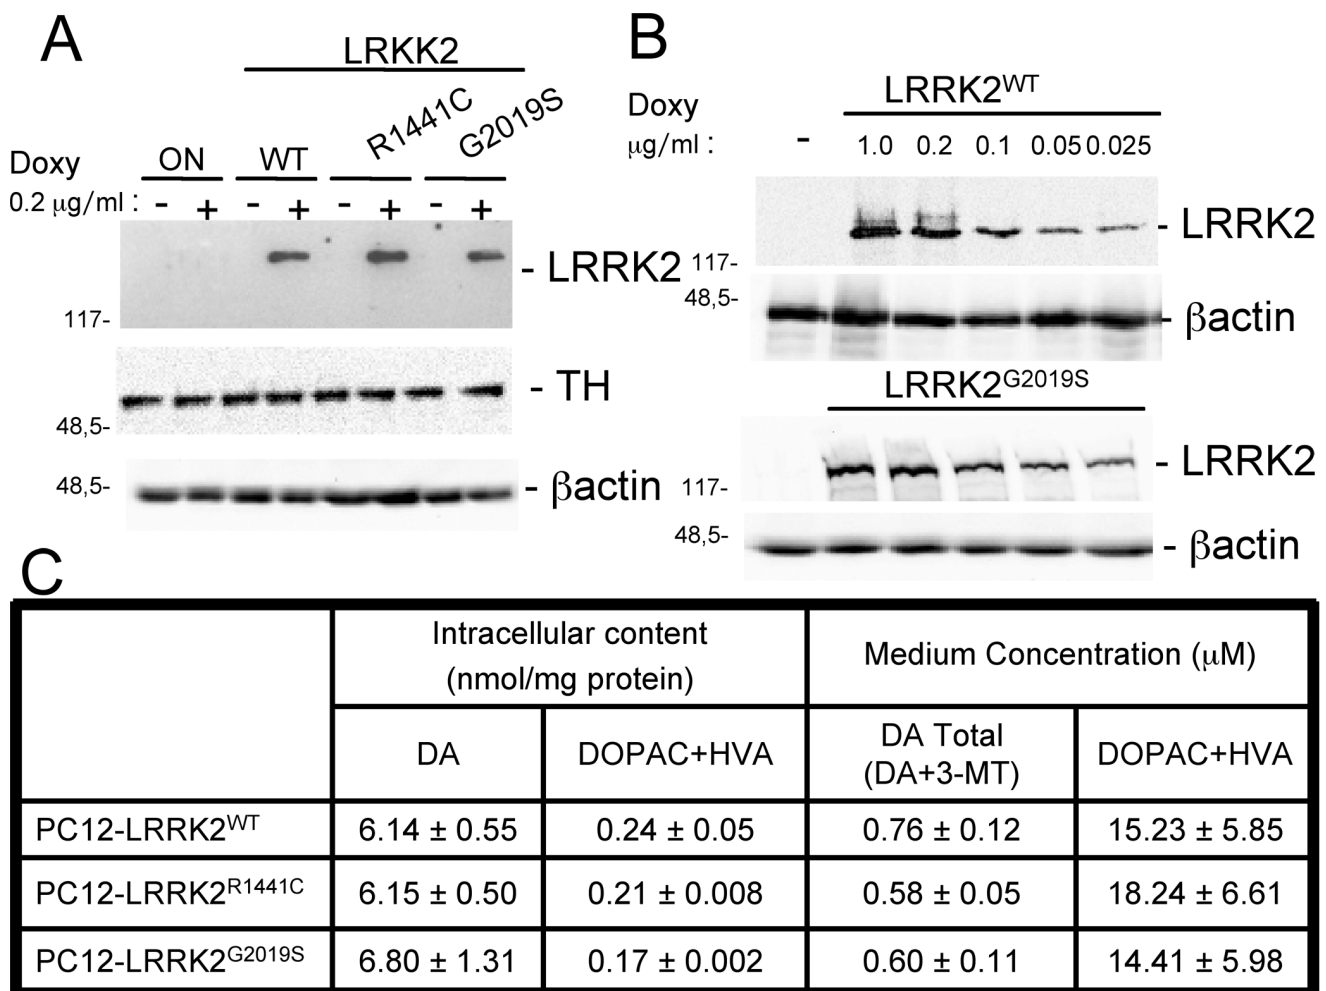 A
LRKK2
R1441C
G2019S
Doxy
ON
WT
0.2 μg/ml :
- + - + - + - +
- LRRK2
117-
- TH
48,5-
48,5-
- βactin
B
LRRK2WT
Doxy
μg/ml :
- 1.0 0.2 0.1 0.05 0.025
- LRRK2
117-
48,5-
- βactin
LRRK2G2019S
- LRRK2
117-
48,5-
- βactin
C
Intracellular content
(nmol/mg protein)
Medium Concentration (μM)
DA
DOPAC+HVA
DA Total
(DA+3-MT)
DOPAC+HVA
PC12-LRRK2WT 6.14 ± 0.55 0.24 ± 0.05 0.76 ± 0.12 15.23 ± 5.85
PC12-LRRK2R1441C 6.15 ± 0.50 0.21 ± 0.008 0.58 ± 0.05 18.24 ± 6.61
PC12-LRRK2G2019S 6.80 ± 1.31 0.17 ± 0.002 0.60 ± 0.11 14.41 ± 5.98